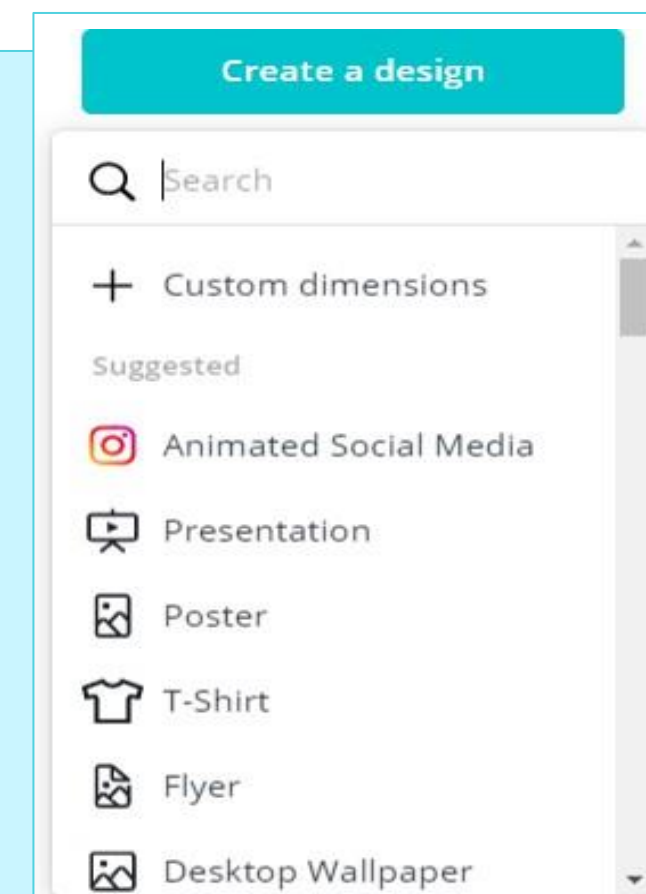 Create a design
Search
Custom dimensions
Suggested
Animated Social Media
Presentation
Poster
T-Shirt
Flyer
Desktop Wallpaper